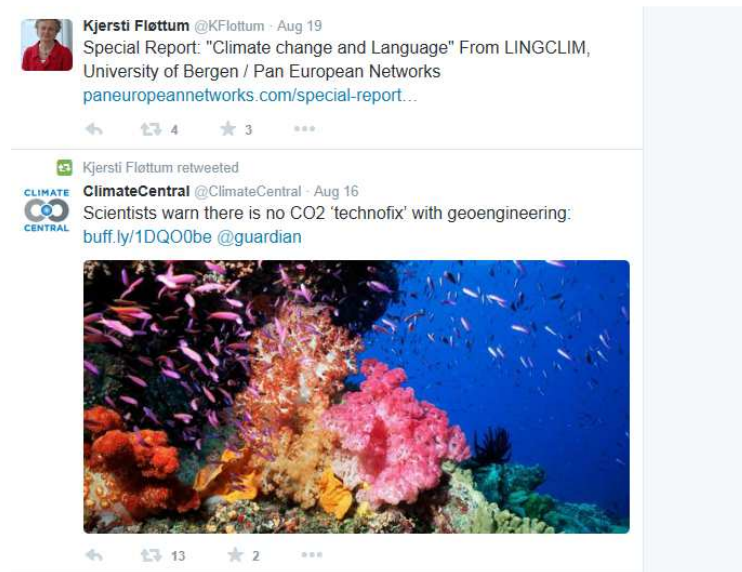 Kjersti Fløttum @KFlottum · Aug 19
Special Report: "Climate change and Language" From LINGCLIM,
University of Bergen / Pan European Networks
paneuropeannetworks.com/special-report…
4 3
Kjersti Fløttum retweeted
CLIMATE
CENTRAL
ClimateCentral @ClimateCentral · Aug 16
Scientists warn there is no CO2 ‘technofix’ with geoengineering:
buff.ly/1DQO0be @guardian
13 2